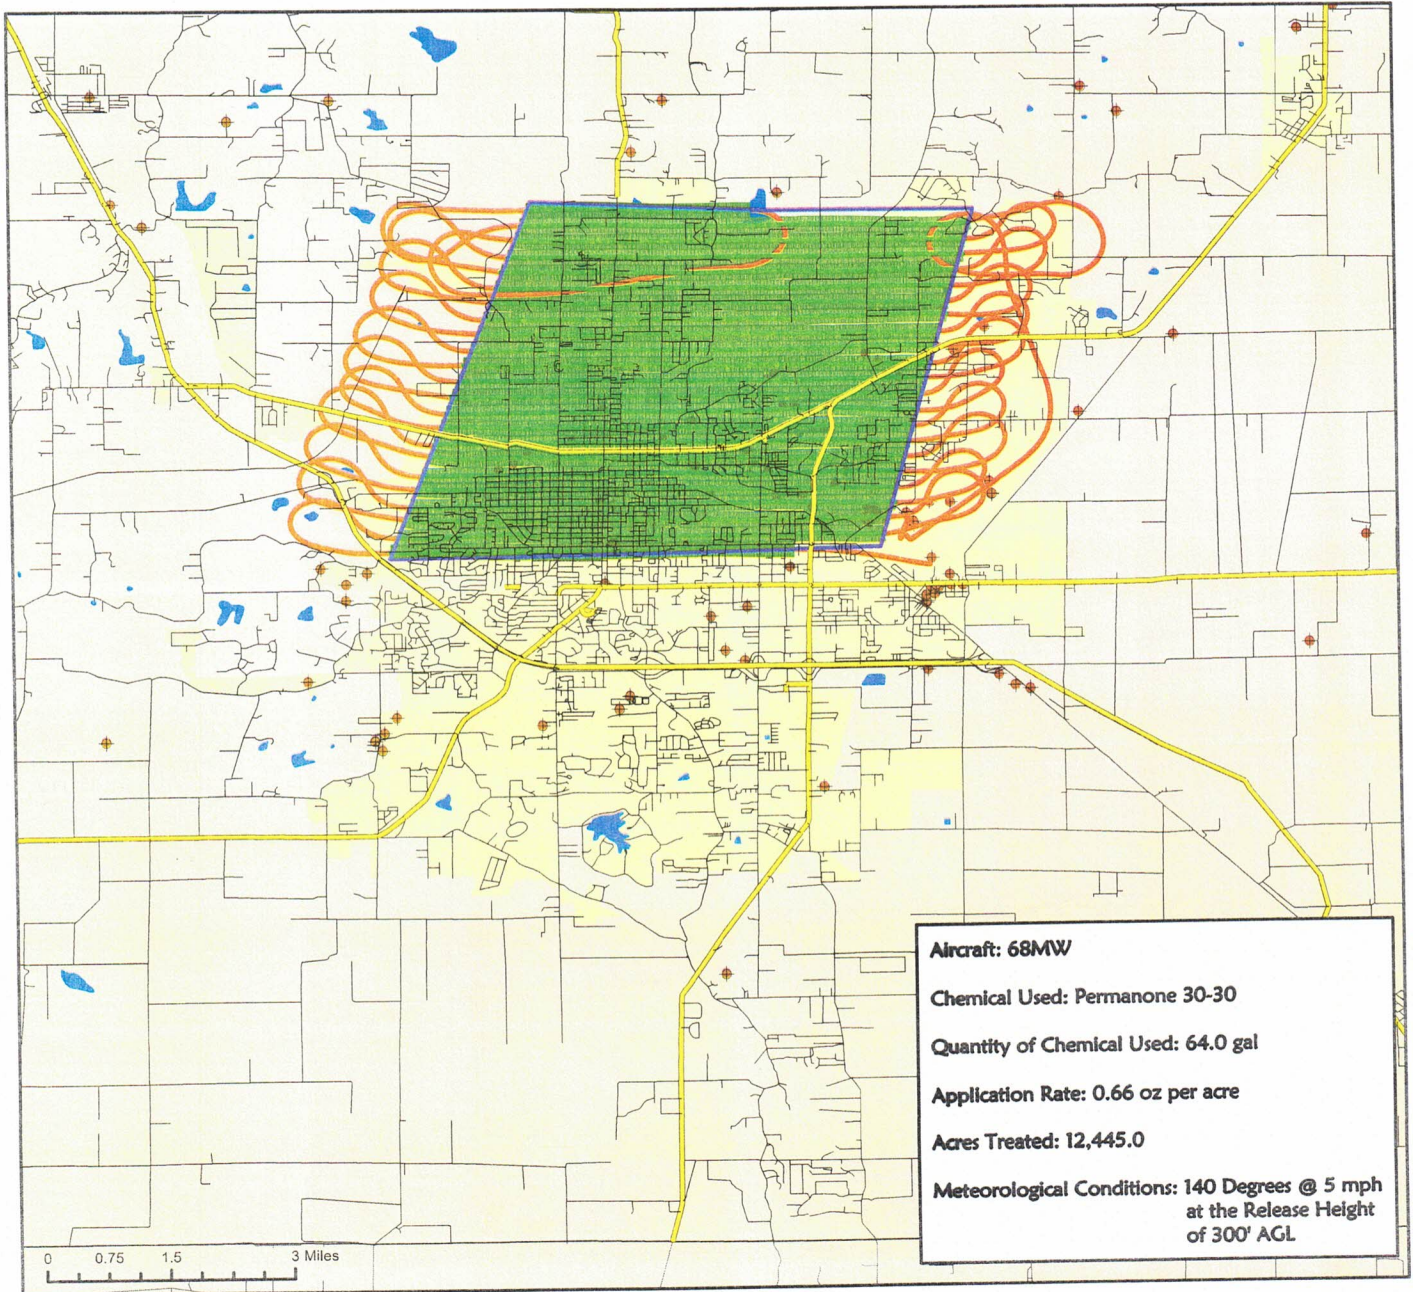 Aircraft: 68MW
Chemical Used: Permanone 30-30
Quantity of Chemical Used: 64.0 gal
Application Rate: 0.66 oz per acre
Acres Treated: 12,445.0
Meteorological Conditions: 140 Degrees @ 5 mph
at the Release Height
of 300' AGL
0 0.75 1.5 3 Miles